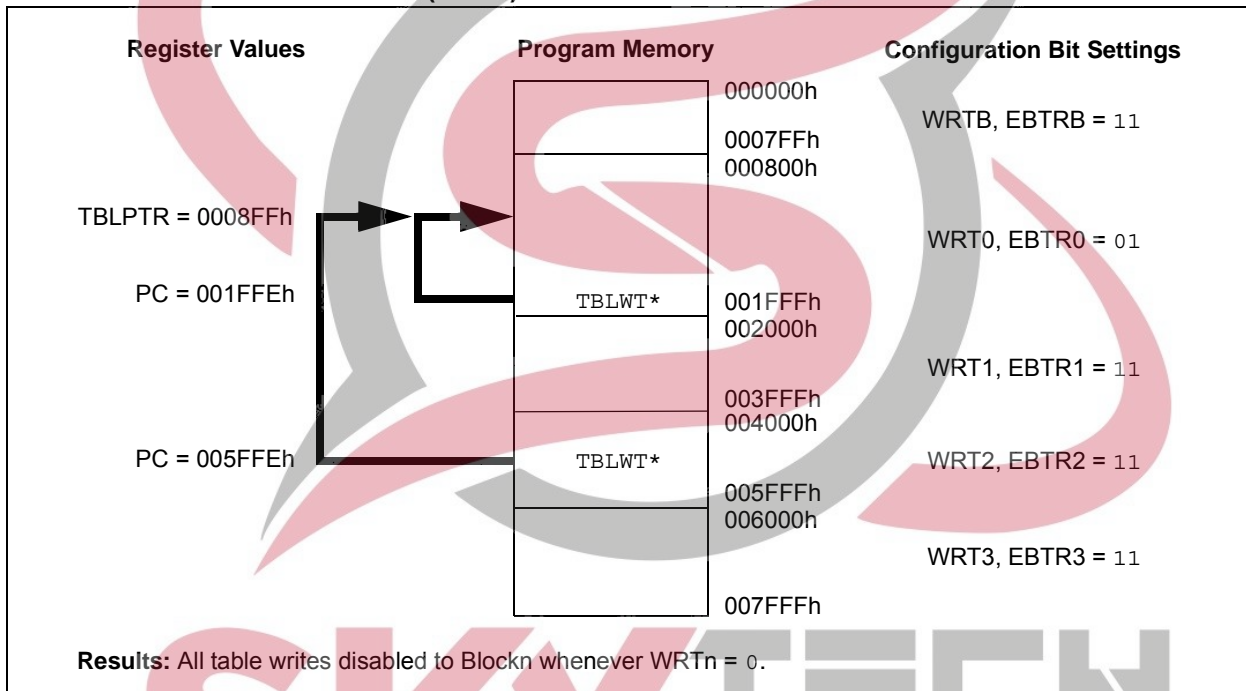 Register Values Program Memory Configuration Bit Settings
000000h
WRTB, EBTRB = 11
0007FFh
000800h
TBLPTR = 0008FFh
WRT0, EBTR0 = 01
PC = 001FFEh TBLWT* 001FFFh
002000h
WRT1, EBTR1 = 11
003FFFh
004000h
PC = 005FFEh TBLWT* WRT2, EBTR2 = 11
005FFFh
006000h
WRT3, EBTR3 = 11
007FFFh
Results: All table writes disabled to Blockn whenever WRTn = 0.